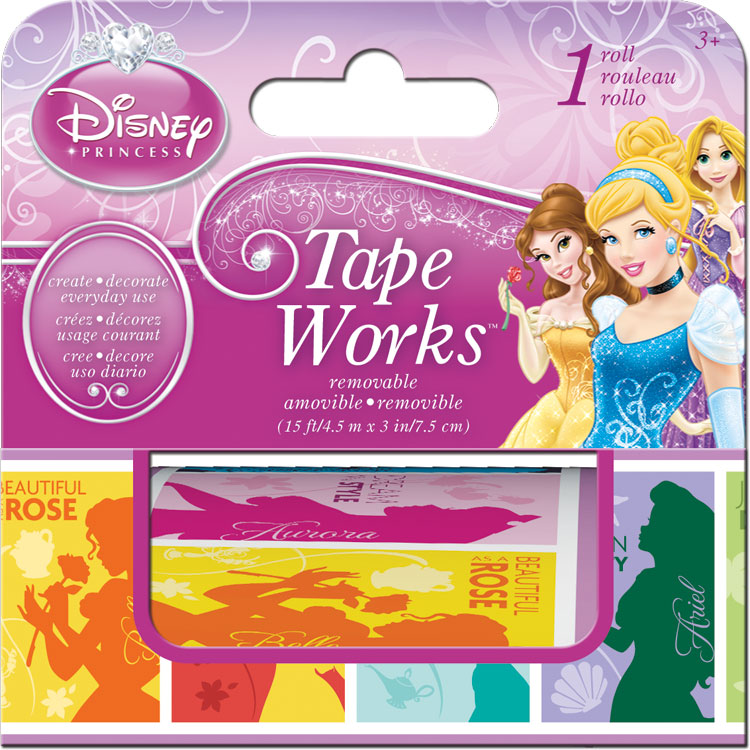 Disney
PRINCESS
1 roll
rouleau
rollo
3+
create • decorate
everyday use
créez • décorez
usage courant
cree • decore
uso diario
Tape
Works™
removable
amovible • removible
(15 ft/4.5 m x 3 in/7.5 cm)
BEAUTIFUL
ROSE
STYLE
Aurora
BEAUTIFUL
AS A
ROSE
Belle
Ariel